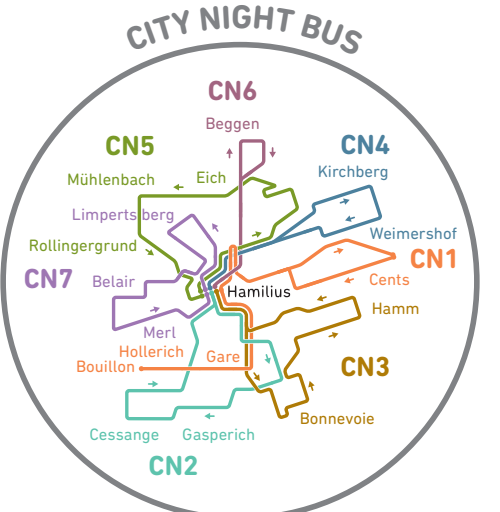 CITY NIGHT BUS
CN6
Beggen
CN5
CN4
Mühlenbach
Eich
Kirchberg
Limpertsberg
Weimershof
Rollingergrund
CN1
CN7
Belair
Cents
Hamilius
Hamm
Merl
Hollerich
Gare
Bouillon
CN3
Bonnevoie
Cessange
Gasperich
CN2